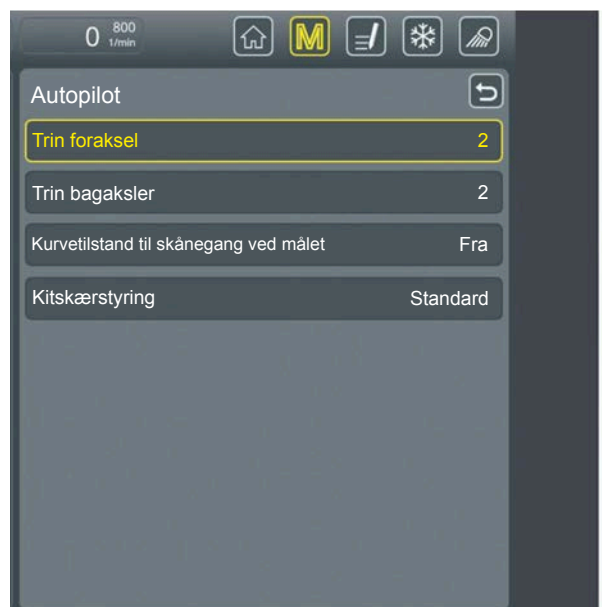 0 800 1/min M
Autopilot
Trin foraksel 2
Trin bagaksler 2
Kurvetilstand til skånegang ved målet Fra
Kitskærstyring Standard